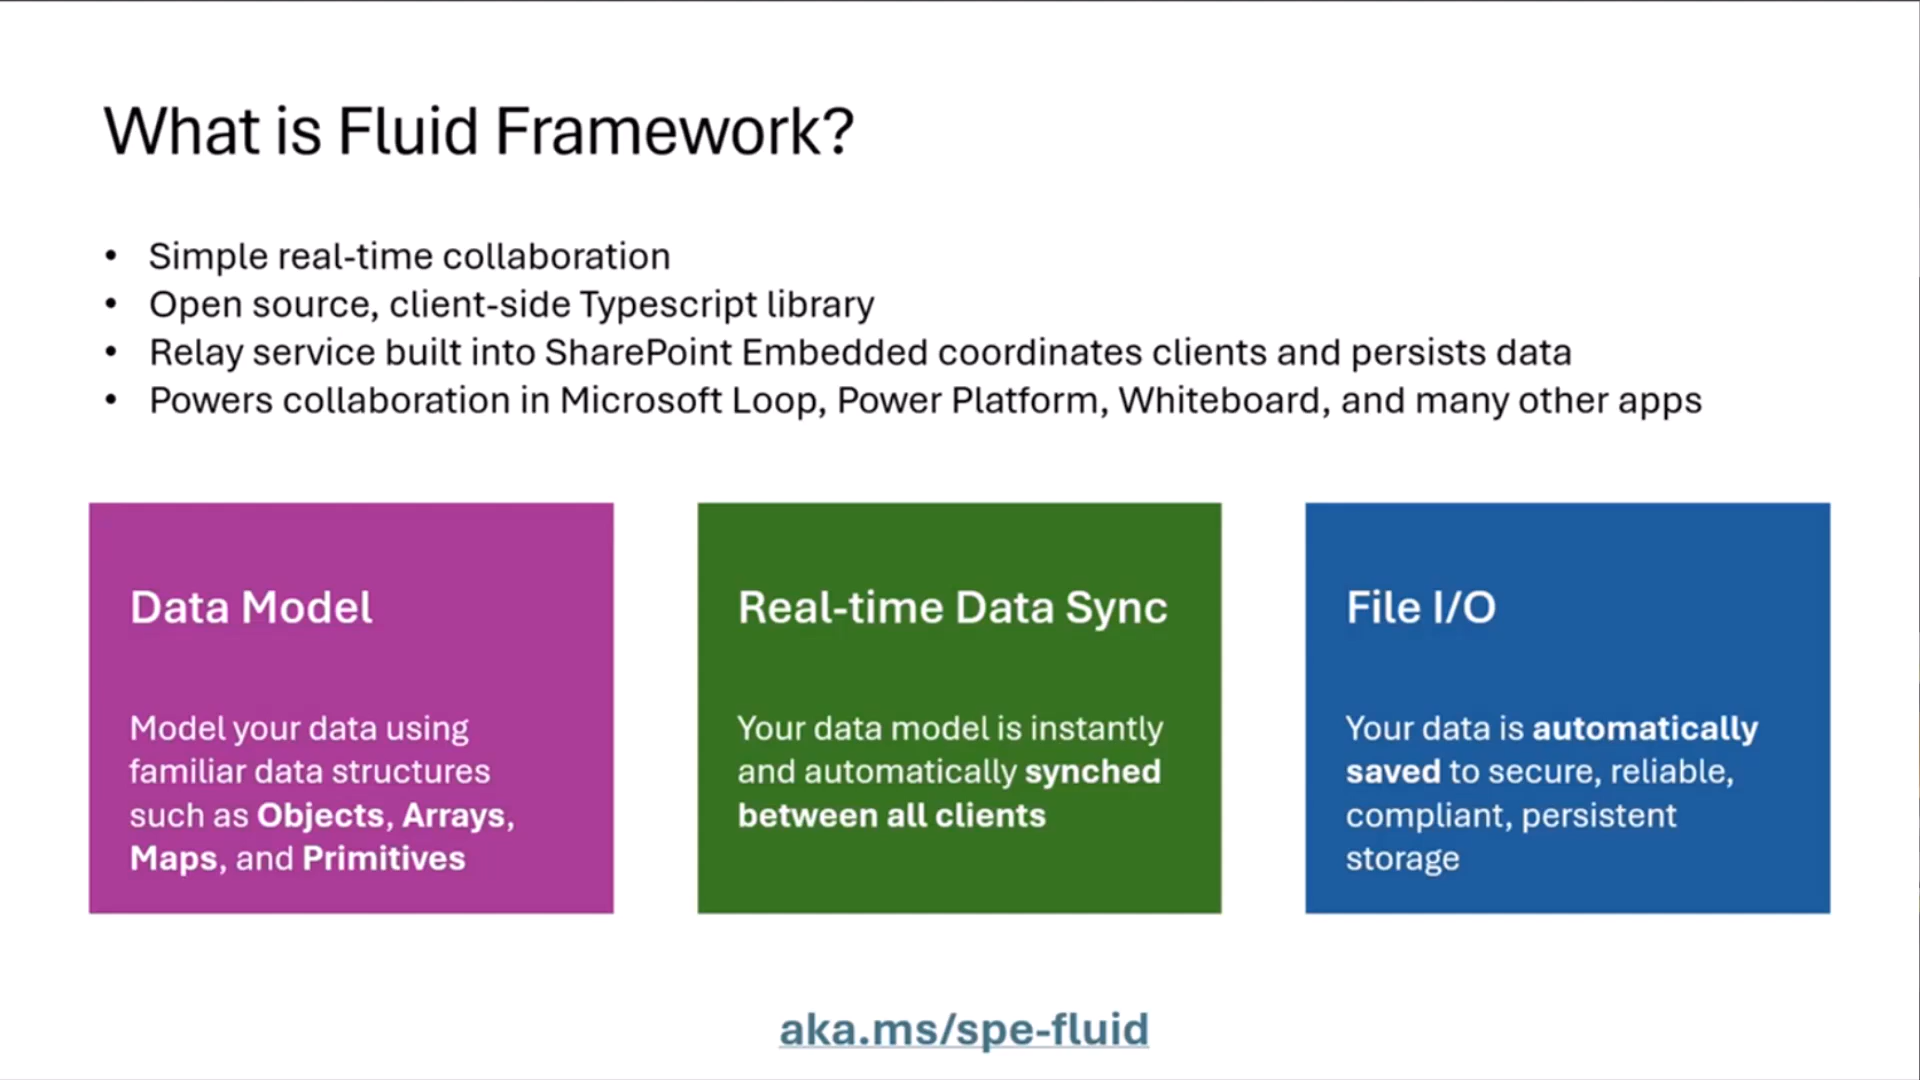 What is Fluid Framework?
• Simple real-time collaboration
• Open source, client-side Typescript library
• Relay service built into SharePoint Embedded coordinates clients and persists data
• Powers collaboration in Microsoft Loop, Power Platform, Whiteboard, and many other apps
Data Model
Model your data using
familiar data structures
such as Objects, Arrays,
Maps, and Primitives
Real-time Data Sync
Your data model is instantly
and automatically synched
between all clients
File I/O
Your data is automatically
saved to secure, reliable,
compliant, persistent
storage
aka.ms/spe-fluid